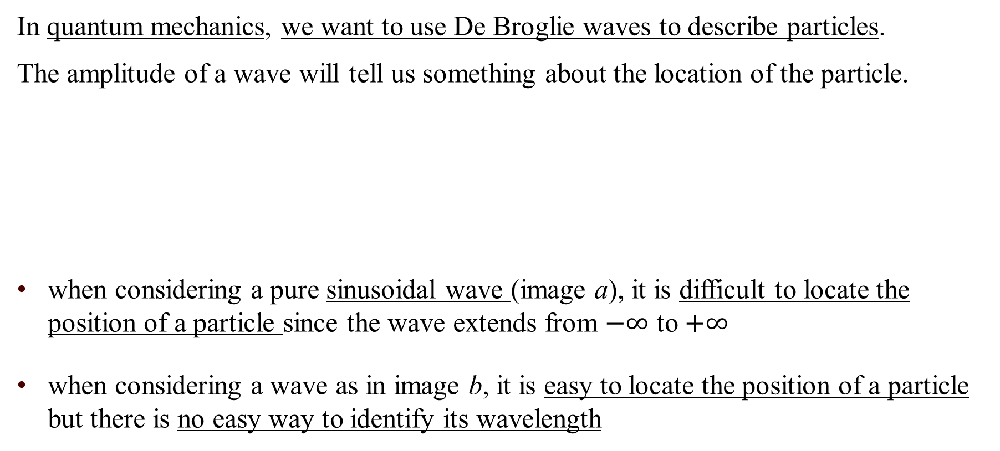 In quantum mechanics, we want to use De Broglie waves to describe particles.
The amplitude of a wave will tell us something about the location of the particle.
• when considering a pure sinusoidal wave (image a), it is difficult to locate the
position of a particle since the wave extends from −∞ to +∞
• when considering a wave as in image b, it is easy to locate the position of a particle
but there is no easy way to identify its wavelength